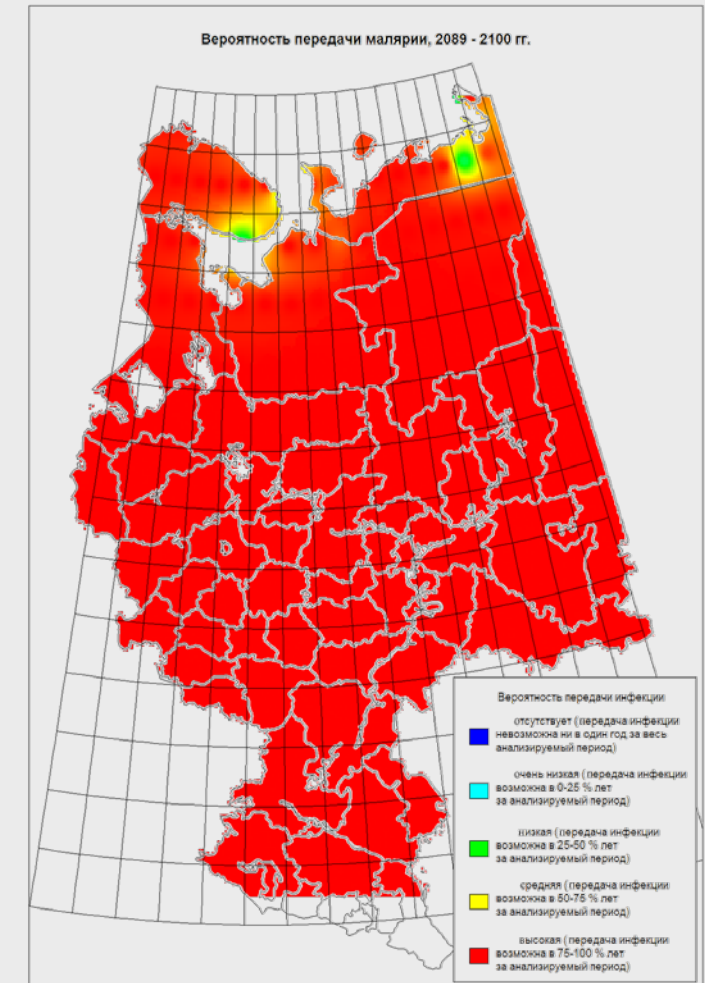 Вероятность передачи малярии, 2089 - 2100 гг.
Вероятность передачи инфекции
отсутствует (передача инфекции
невозможна ни в один год за весь
анализируемый период)
очень низкая (передача инфекции
возможна в 0-25 % лет
за анализируемый период)
низкая (передача инфекции
возможна в 25-50 % лет
за анализируемый период)
средняя (передача инфекции
возможна в 50-75 % лет
за анализируемый период)
высокая (передача инфекции
возможна в 75-100 % лет
за анализируемый период)